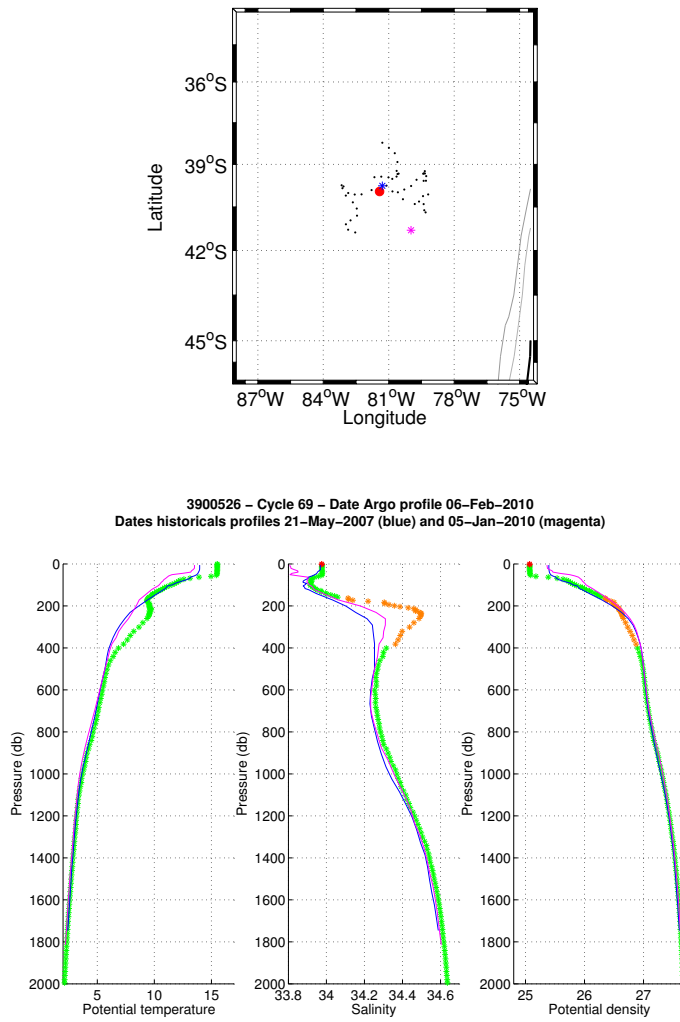 36°S
39°S
42°S
45°S
Latitude
87°W 84°W 81°W 78°W 75°W
Longitude
3900526 − Cycle 69 − Date Argo profile 06−Feb−2010
Dates historicals profiles 21−May−2007 (blue) and 05−Jan−2010 (magenta)
0
200
400
600
800
1000
1200
1400
1600
1800
2000
Pressure (db)
5 10 15
Potential temperature
0
200
400
600
800
1000
1200
1400
1600
1800
2000
Pressure (db)
33.8 34 34.2 34.4 34.6
Salinity
0
200
400
600
800
1000
1200
1400
1600
1800
2000
Pressure (db)
25 26 27
Potential density